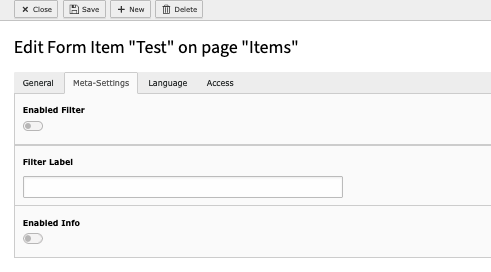 Close Save New Delete
Edit Form Item "Test" on page "Items"
General Meta-Settings Language Access
Enabled Filter
Filter Label
Enabled Info